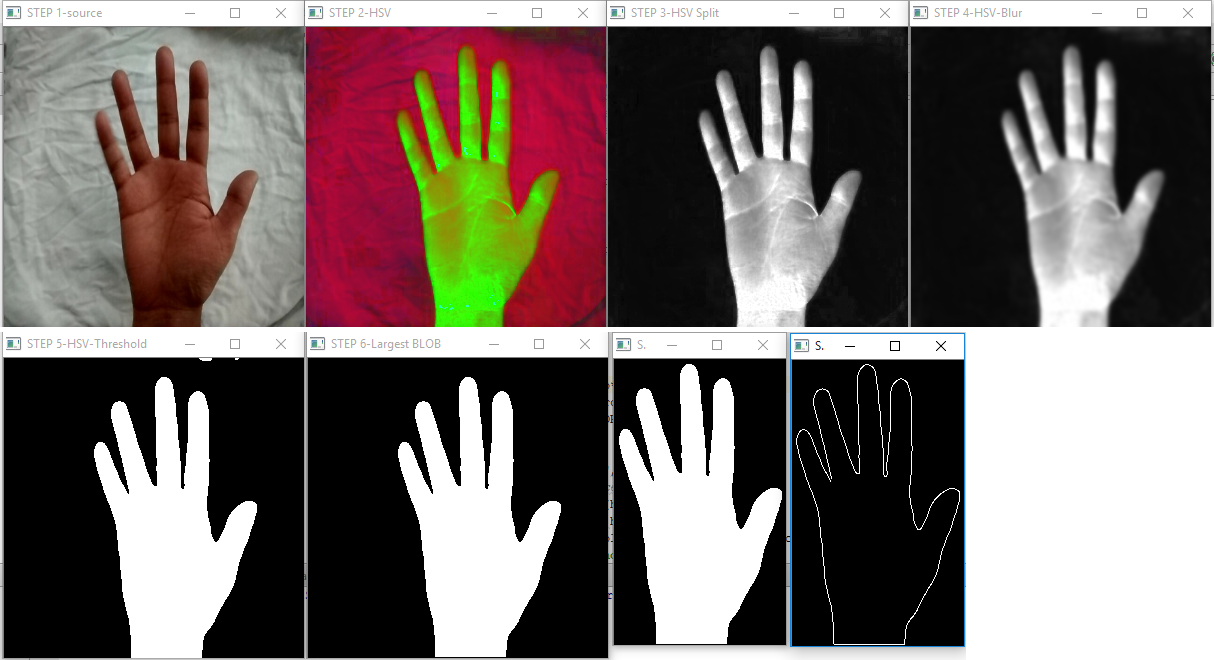 STEP 1-source
STEP 2-HSV
STEP 3-HSV Split
STEP 4-HSV-Blur
STEP 5-HSV-Threshold
STEP 6-Largest BLOB
S.
S.